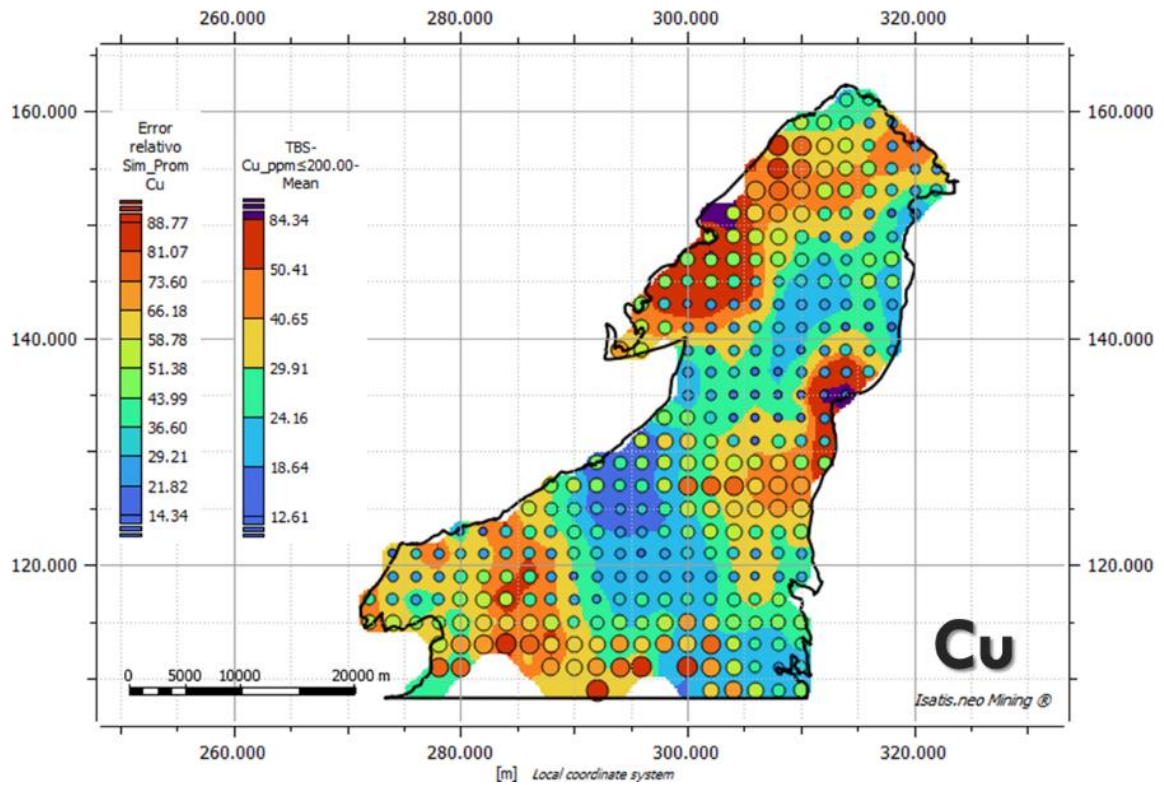 260.000 280.000 300.000 320.000
160.000 160.000
Error
relativo
Sim_Prom
Cu
TBS-
Cu_ppm≤200.00-
Mean
88.77
81.07
73.60
66.18
58.78
51.38
43.99
36.60
29.21
21.82
14.34
84.34
50.41
40.65
29.91
24.16
18.64
12.61
140.000 140.000
120.000 120.000
0 5000 10000 20000 m
Cu
Isatis.neo Mining ®
260.000 280.000 300.000 320.000
[m] Local coordinate system